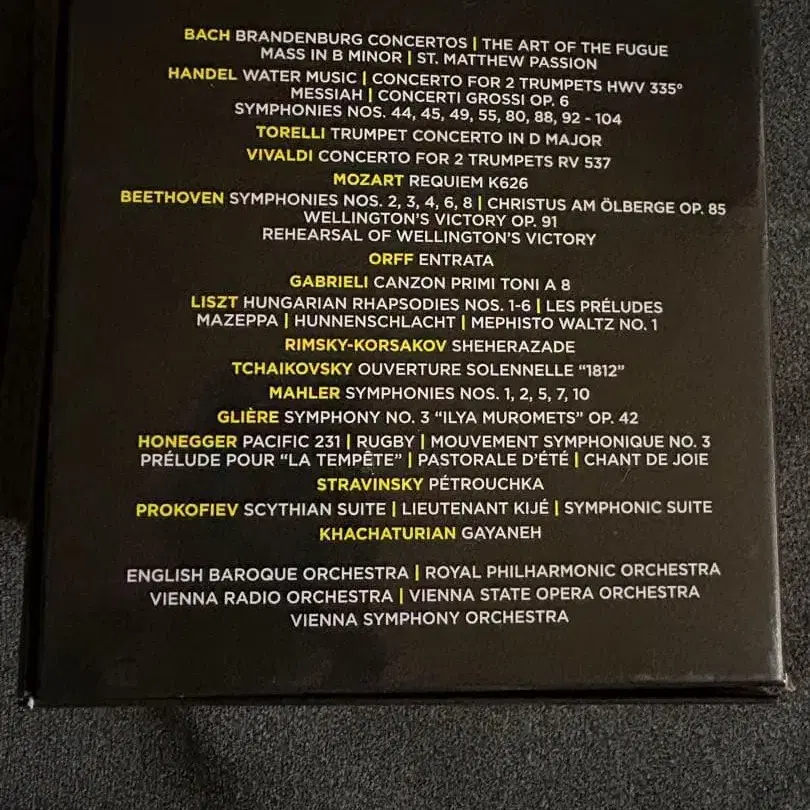 BACH BRANDENBURG CONCERTOS | THE ART OF THE FUGUE
MASS IN B MINOR | ST. MATTHEW PASSION
HANDEL WATER MUSIC | CONCERTO FOR 2 TRUMPETS HWV 335°
MESSIAH | CONCERTI GROSSI OP. 6
SYMPHONIES NOS. 44, 45, 49, 55, 80, 88, 92 - 104
TORELLI TRUMPET CONCERTO IN D MAJOR
VIVALDI CONCERTO FOR 2 TRUMPETS RV 537
MOZART REQUIEM K626
BEETHOVEN SYMPHONIES NOS. 2, 3, 4, 6, 8 | CHRISTUS AM ÖLBERGE OP. 85
WELLINGTON'S VICTORY OP. 91
REHEARSAL OF WELLINGTON'S VICTORY
ORFF ENTRATA
GABRIELI CANZON PRIMI TONI A 8
LISZT HUNGARIAN RHAPSODIES NOS. 1-6 | LES PRÉLUDES
MAZEPPA | HUNNENSCHLACHT | MEPHISTO WALTZ NO. 1
RIMSKY-KORSAKOV SHEHERAZADE
TCHAIKOVSKY OUVERTURE SOLENNELLE "1812"
MAHLER SYMPHONIES NOS. 1, 2, 5, 7, 10
GLIÈRE SYMPHONY NO. 3 "ILYA MUROMETS" OP. 42
HONEGGER PACIFIC 231 | RUGBY | MOUVEMENT SYMPHONIQUE NO. 3
PRÉLUDE POUR "LA TEMPÊTE" | PASTORALE D'ÉTÉ | CHANT DE JOIE
STRAVINSKY PÉTROUCHKA
PROKOFIEV SCYTHIAN SUITE | LIEUTENANT KIJÉ | SYMPHONIC SUITE
KHACHATURIAN GAYANEH
ENGLISH BAROQUE ORCHESTRA | ROYAL PHILHARMONIC ORCHESTRA
VIENNA RADIO ORCHESTRA | VIENNA STATE OPERA ORCHESTRA
VIENNA SYMPHONY ORCHESTRA